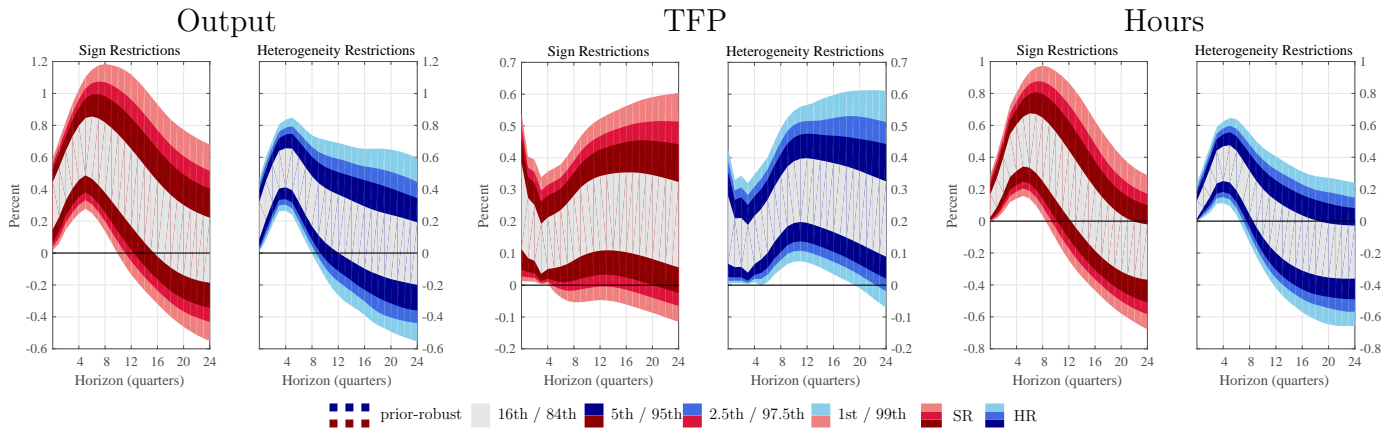 Output
TFP
Hours
Sign Restrictions
Heterogeneity Restrictions
Sign Restrictions
Heterogeneity Restrictions
Sign Restrictions
Heterogeneity Restrictions
Percent
1.2
1
0.8
0.6
0.4
0.2
0
-0.2
-0.4
-0.6
4 8 12 16 20 24
Horizon (quarters)
1.2
1
0.8
0.6
0.4
0.2
0
-0.2
-0.4
-0.6
4 8 12 16 20 24
Horizon (quarters)
Percent
0.7
0.6
0.5
0.4
0.3
0.2
0.1
0
-0.1
-0.2
4 8 12 16 20 24
Horizon (quarters)
0.7
0.6
0.5
0.4
0.3
0.2
0.1
0
-0.1
-0.2
4 8 12 16 20 24
Horizon (quarters)
Percent
1
0.8
0.6
0.4
0.2
0
-0.2
-0.4
-0.6
-0.8
4 8 12 16 20 24
Horizon (quarters)
1
0.8
0.6
0.4
0.2
0
-0.2
-0.4
-0.6
-0.8
4 8 12 16 20 24
Horizon (quarters)
prior-robust 16th / 84th 5th / 95th 2.5th / 97.5th 1st / 99th SR HR